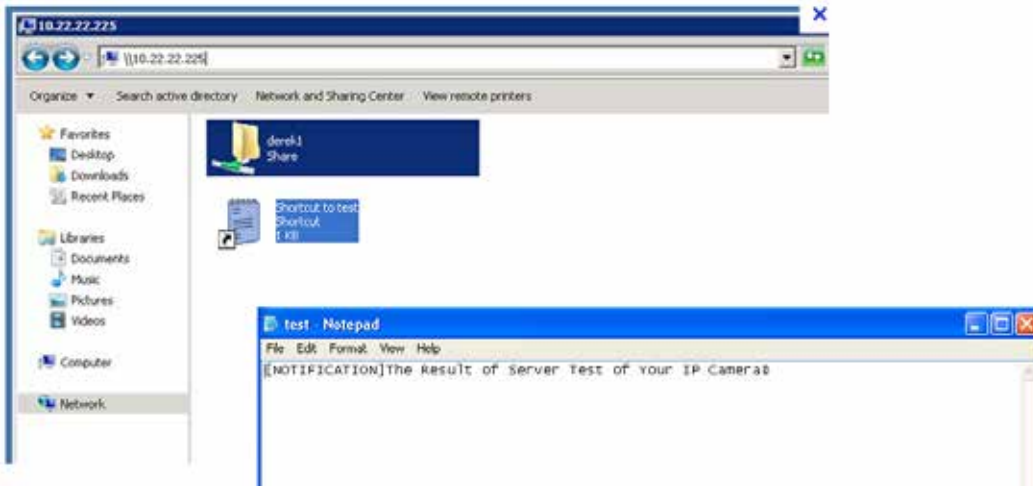 10.22.22.225
\\10.22.22.225
Organize Search active directory Network and Sharing Center View remote printers
Favorites
Desktop
Downloads
Recent Places
Libraries
Documents
Music
Pictures
Videos
Computer
Network
derek1
Share
Shortcut to test
Shortcut
1 KB
test - Notepad
File Edit Format View Help
[NOTIFICATION]The Result of Server Test of Your IP Camera